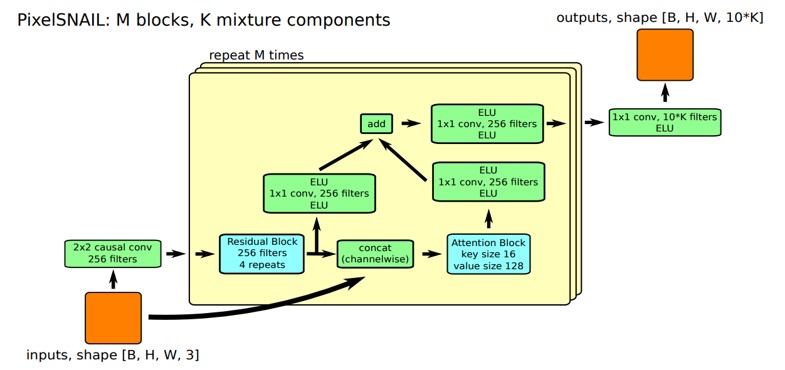 PixelSNAIL: M blocks, K mixture components
outputs, shape [B, H, W, 10*K]
repeat M times
add
ELU
1x1 conv, 256 filters
ELU
1x1 conv, 10*K filters
ELU
ELU
1x1 conv, 256 filters
ELU
ELU
1x1 conv, 256 filters
ELU
2x2 causal conv
256 filters
Residual Block
256 filters
4 repeats
concat
(channelwise)
Attention Block
key size 16
value size 128
inputs, shape [B, H, W, 3]